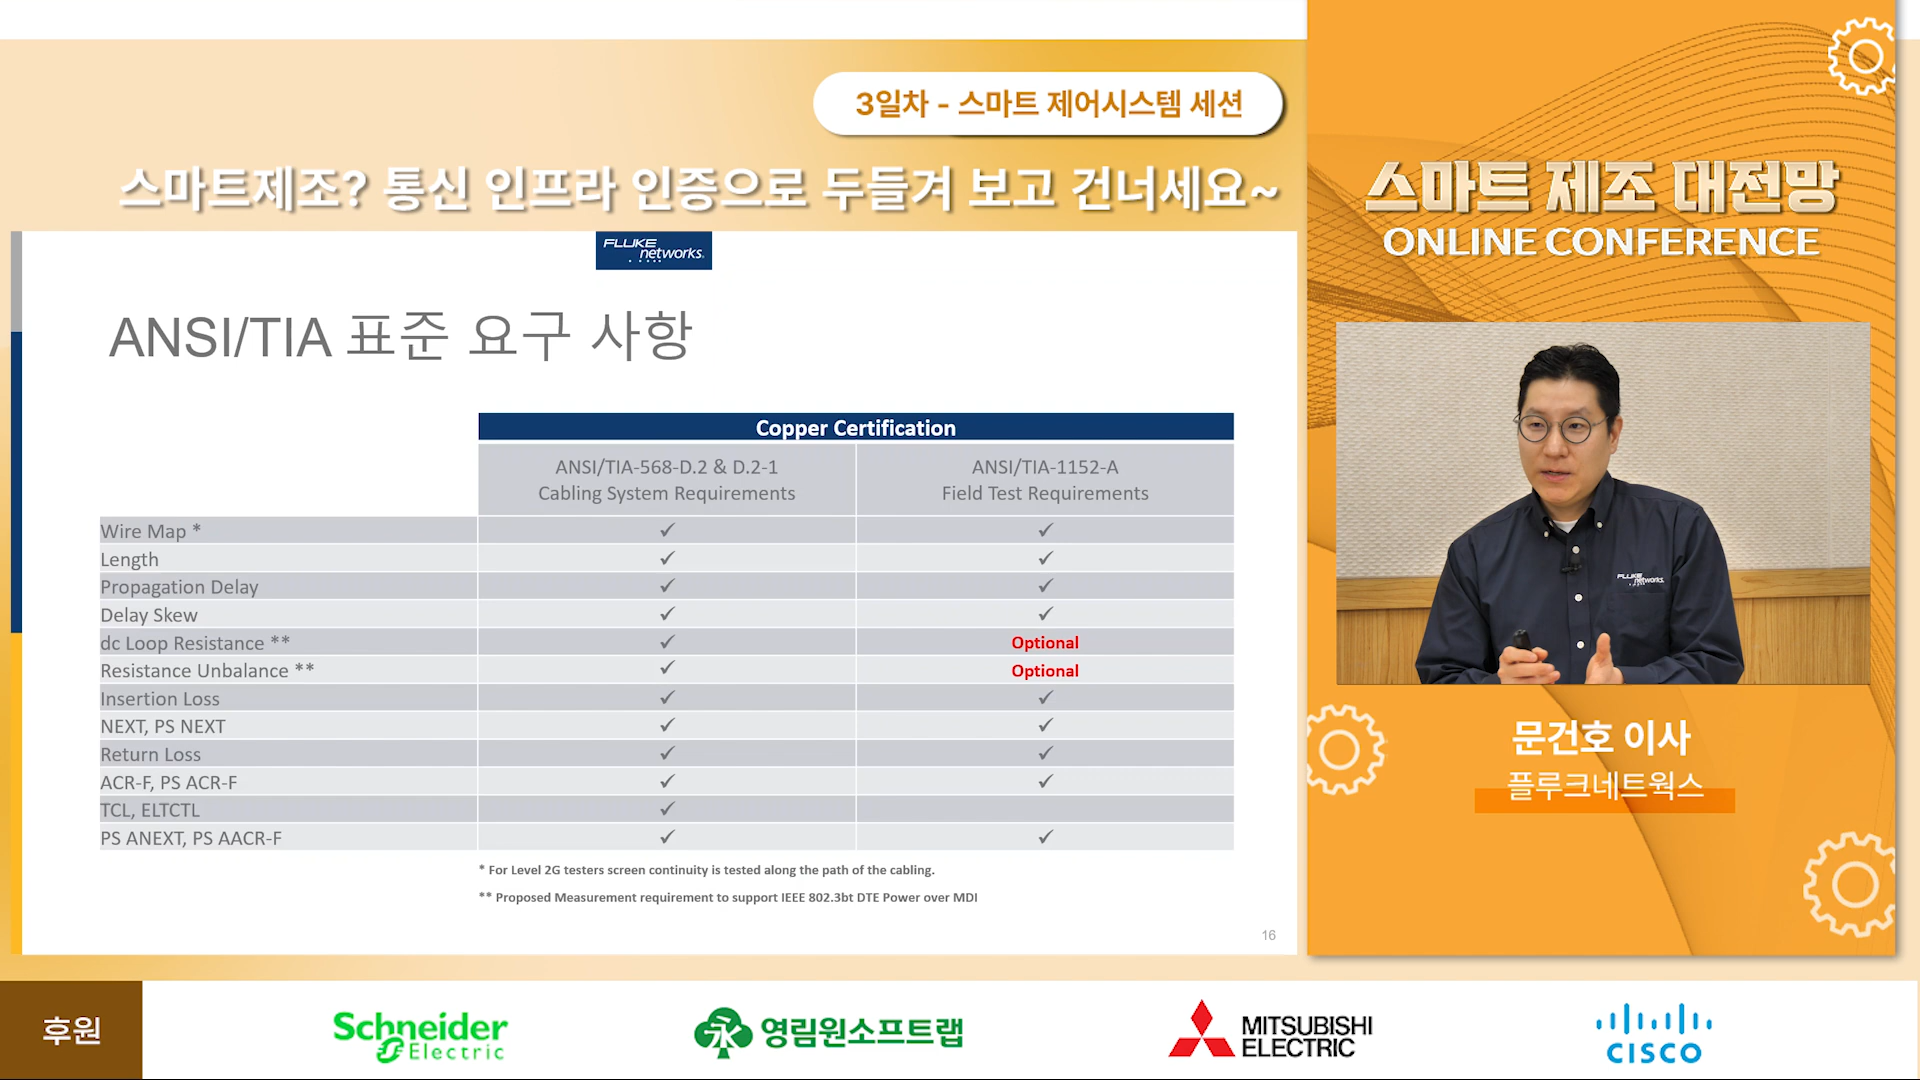 3일차 - 스마트 제어시스템 세션
스마트제조? 통신 인프라 인증으로 두들겨 보고 건너세요~
FLUKE
networks®
ANSI/TIA 표준 요구 사항
Copper Certification
ANSI/TIA-568-D.2 & D.2-1
Cabling System Requirements
ANSI/TIA-1152-A
Field Test Requirements
Wire Map * ✓ ✓
Length ✓ ✓
Propagation Delay ✓ ✓
Delay Skew ✓ ✓
dc Loop Resistance ** ✓ Optional
Resistance Unbalance ** ✓ Optional
Insertion Loss ✓ ✓
NEXT, PS NEXT ✓ ✓
Return Loss ✓ ✓
ACR-F, PS ACR-F ✓ ✓
TCL, ELTCTL ✓
PS ANEXT, PS AACR-F ✓ ✓
* For Level 2G testers screen continuity is tested along the path of the cabling.
** Proposed Measurement requirement to support IEEE 802.3bt DTE Power over MDI
16
스마트 제조 대전망
ONLINE CONFERENCE
FLUKE
networks.
문건호 이사
플루크네트웍스
후원
Schneider
Electric
永 영림원소프트랩
MITSUBISHI
ELECTRIC
CISCO